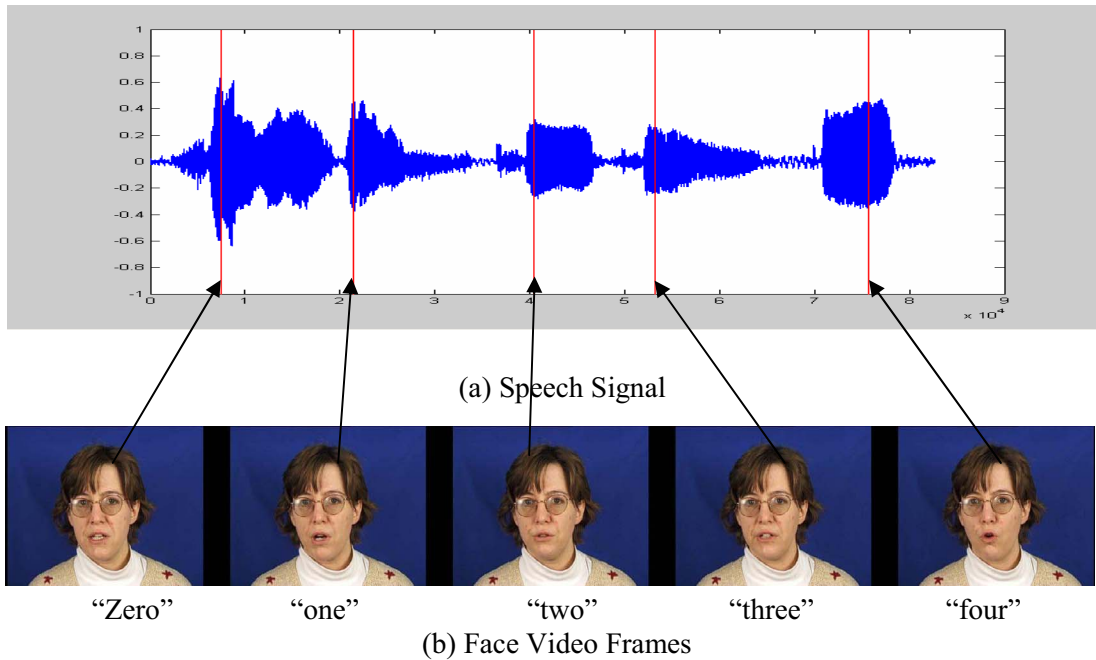 1
0.8
0.6
0.4
0.2
0
-0.2
-0.4
-0.6
-0.8
-1
0 1 2 3 4 5 6 7 8 9
x 10⁴
(a) Speech Signal
“Zero” “one” “two” “three” “four”
(b) Face Video Frames